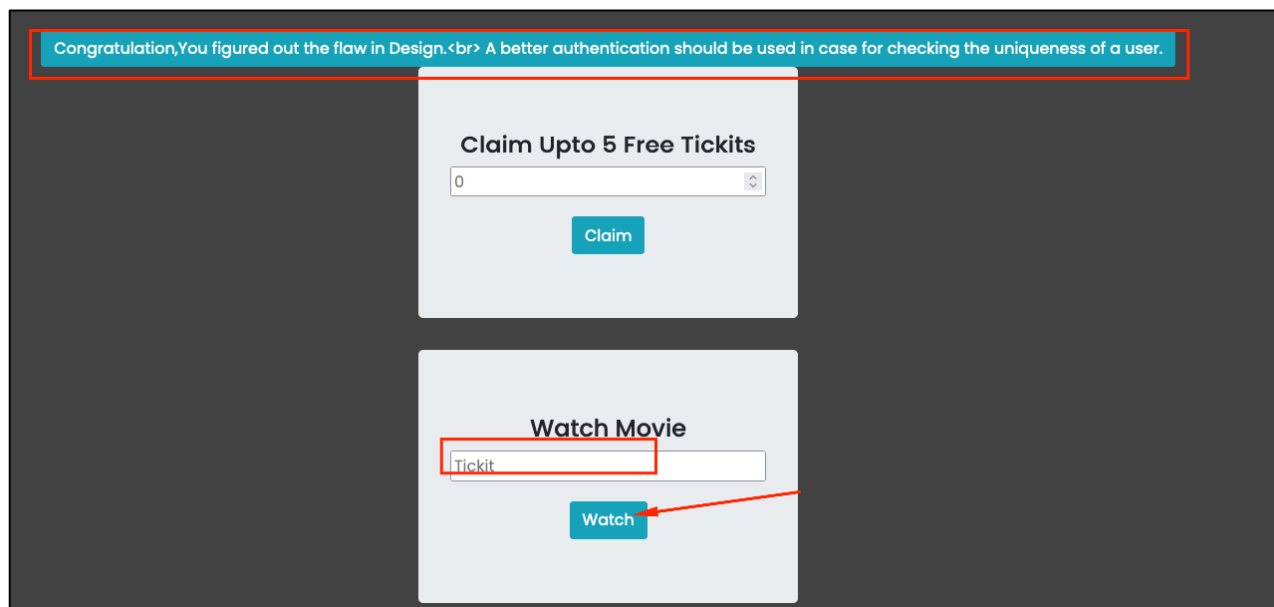 Congratulation,You figured out the flaw in Design.<br> A better authentication should be used in case for checking the uniqueness of a user.
Claim Upto 5 Free Tickits
0
Claim
Watch Movie
Tickit
Watch